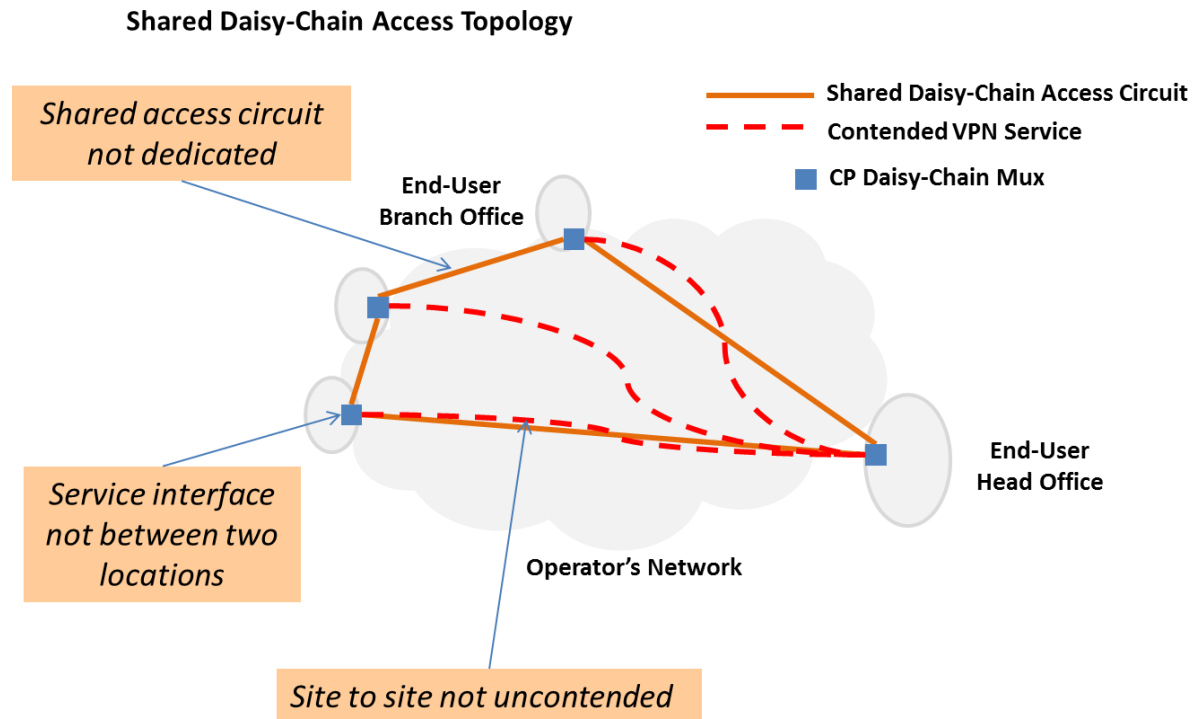 Shared Daisy-Chain Access Topology
Shared access circuit
not dedicated
Shared Daisy-Chain Access Circuit
Contended VPN Service
CP Daisy-Chain Mux
End-User
Branch Office
Service interface
not between two
locations
End-User
Head Office
Operator's Network
Site to site not uncontended